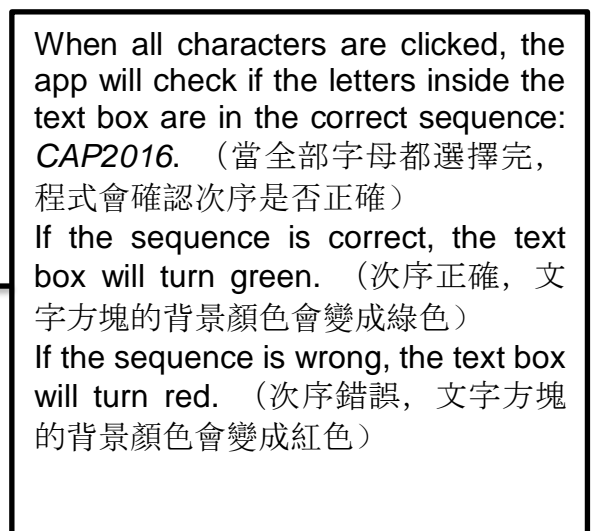 When all characters are clicked, the
app will check if the letters inside the
text box are in the correct sequence:
CAP2016. （當全部字母都選擇完，
程式會確認次序是否正確）
If the sequence is correct, the text
box will turn green. （次序正確，文
字方塊的背景顏色會變成綠色）
If the sequence is wrong, the text box
will turn red. （次序錯誤，文字方塊
的背景顏色會變成紅色）